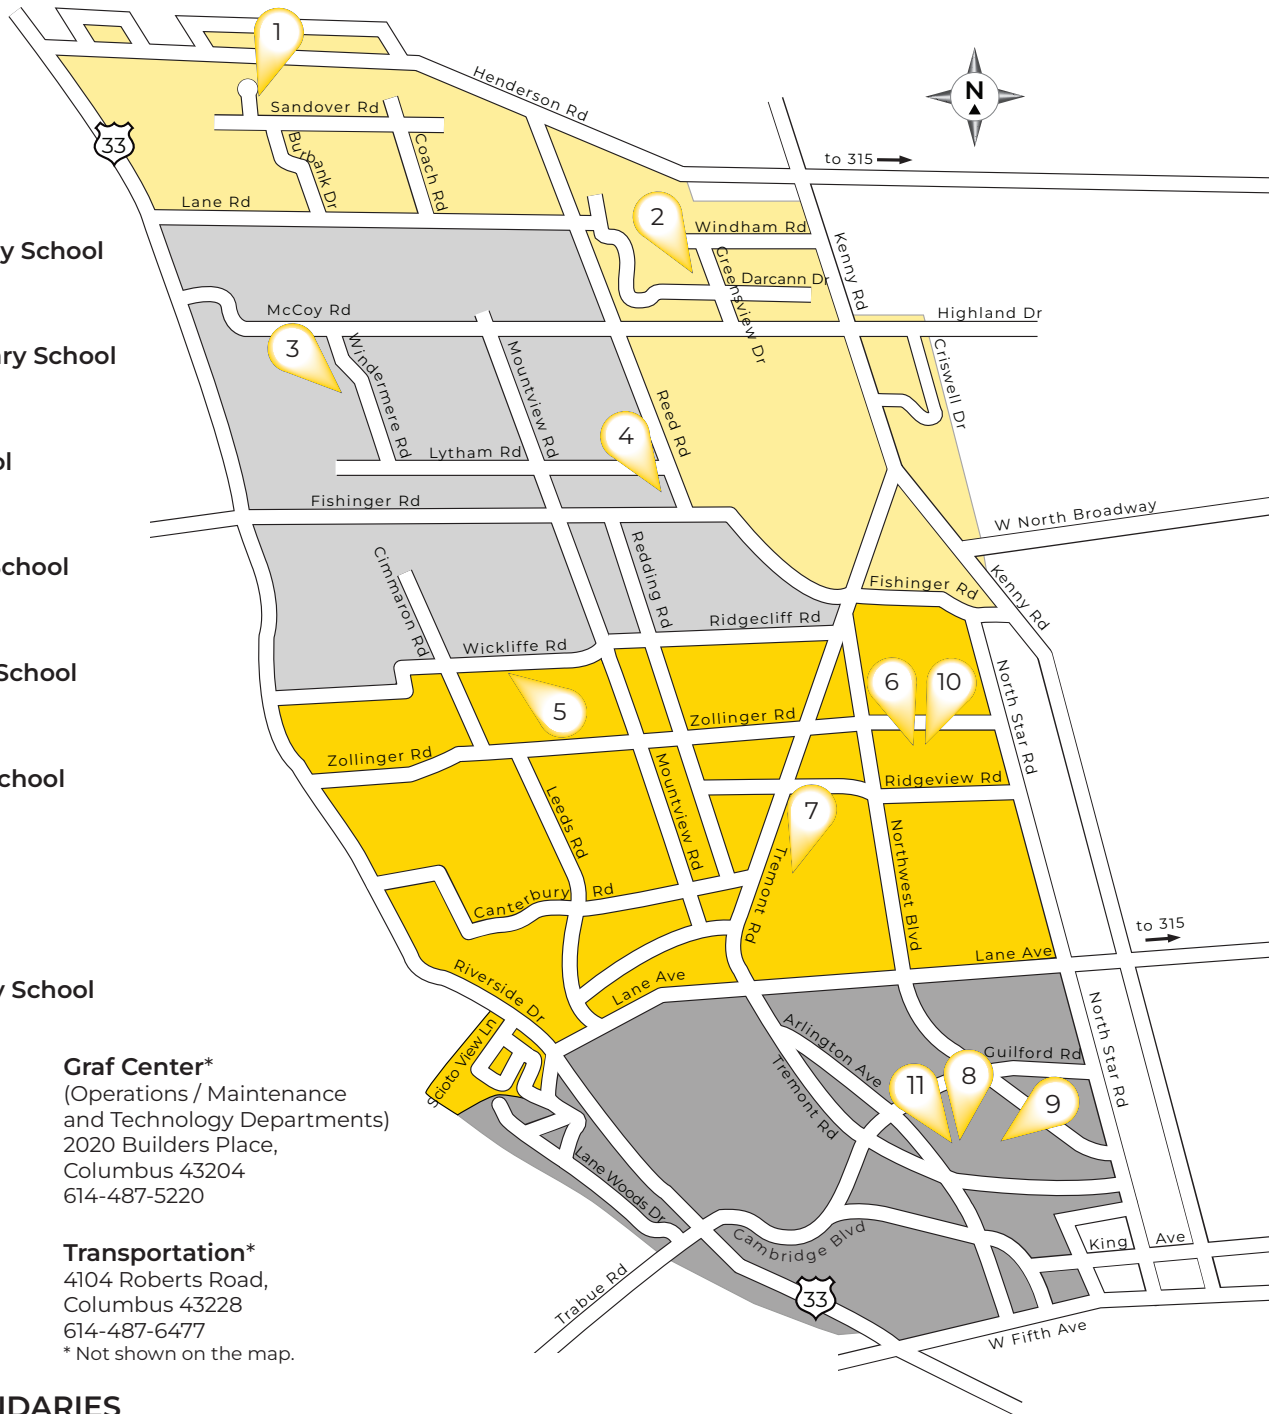 1
Henderson Rd
N
Sandover Rd
33
Burbank Dr
Coach Rd
to 315
Lane Rd
2
Windham Rd
Kenny Rd
y School
Greensview Dr
Darcann Dr
McCoy Rd
Highland Dr
3
Windermere Rd
Mountview Rd
Criswell Dr
ry School
Reed Rd
4
Lytham Rd
ol
Fishinger Rd
W North Broadway
Cimmaron Rd
Redding Rd
chool
Fishinger Rd
Kenny Rd
Ridgecliff Rd
Wickliffe Rd
School
6
10
North Star Rd
5
Zollinger Rd
Zollinger Rd
Mountview Rd
chool
Ridgeview Rd
Leeds Rd
7
Tremont Rd
Northwest Blvd
Canterbury Rd
to 315
Lane Ave
y School
Riverside Dr
Lane Ave
North Star Rd
Scioto View Ln
Arlington Ave
Guilford Rd
Tremont Rd
11
8
9
Graf Center*
(Operations / Maintenance
and Technology Departments)
2020 Builders Place,
Columbus 43204
614-487-5220
Lane Woods Dr
Cambridge Blvd
King Ave
Transportation*
4104 Roberts Road,
Columbus 43228
614-487-6477
* Not shown on the map.
Trabue Rd
33
W Fifth Ave
NDARIES